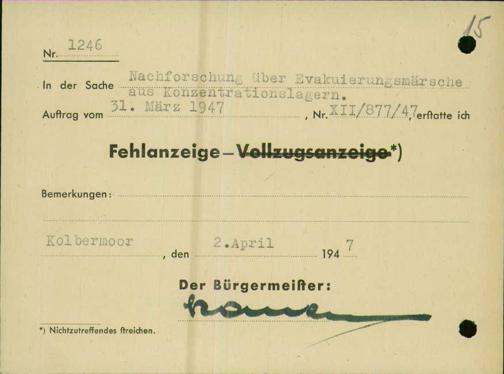 15
Nr. 1246
In der Sache Nachforschung über Evakuierungsmärsche
aus Konzentrationslagern.
Auftrag vom 31. März 1947, Nr. XII/877/47, erstatte ich
Fehlanzeige – Vollzugsanzeige*)
Bemerkungen:
Kolbermoor, den 2. April 1947
Der Bürgermeister:
*) Nichtzutreffendes streichen.